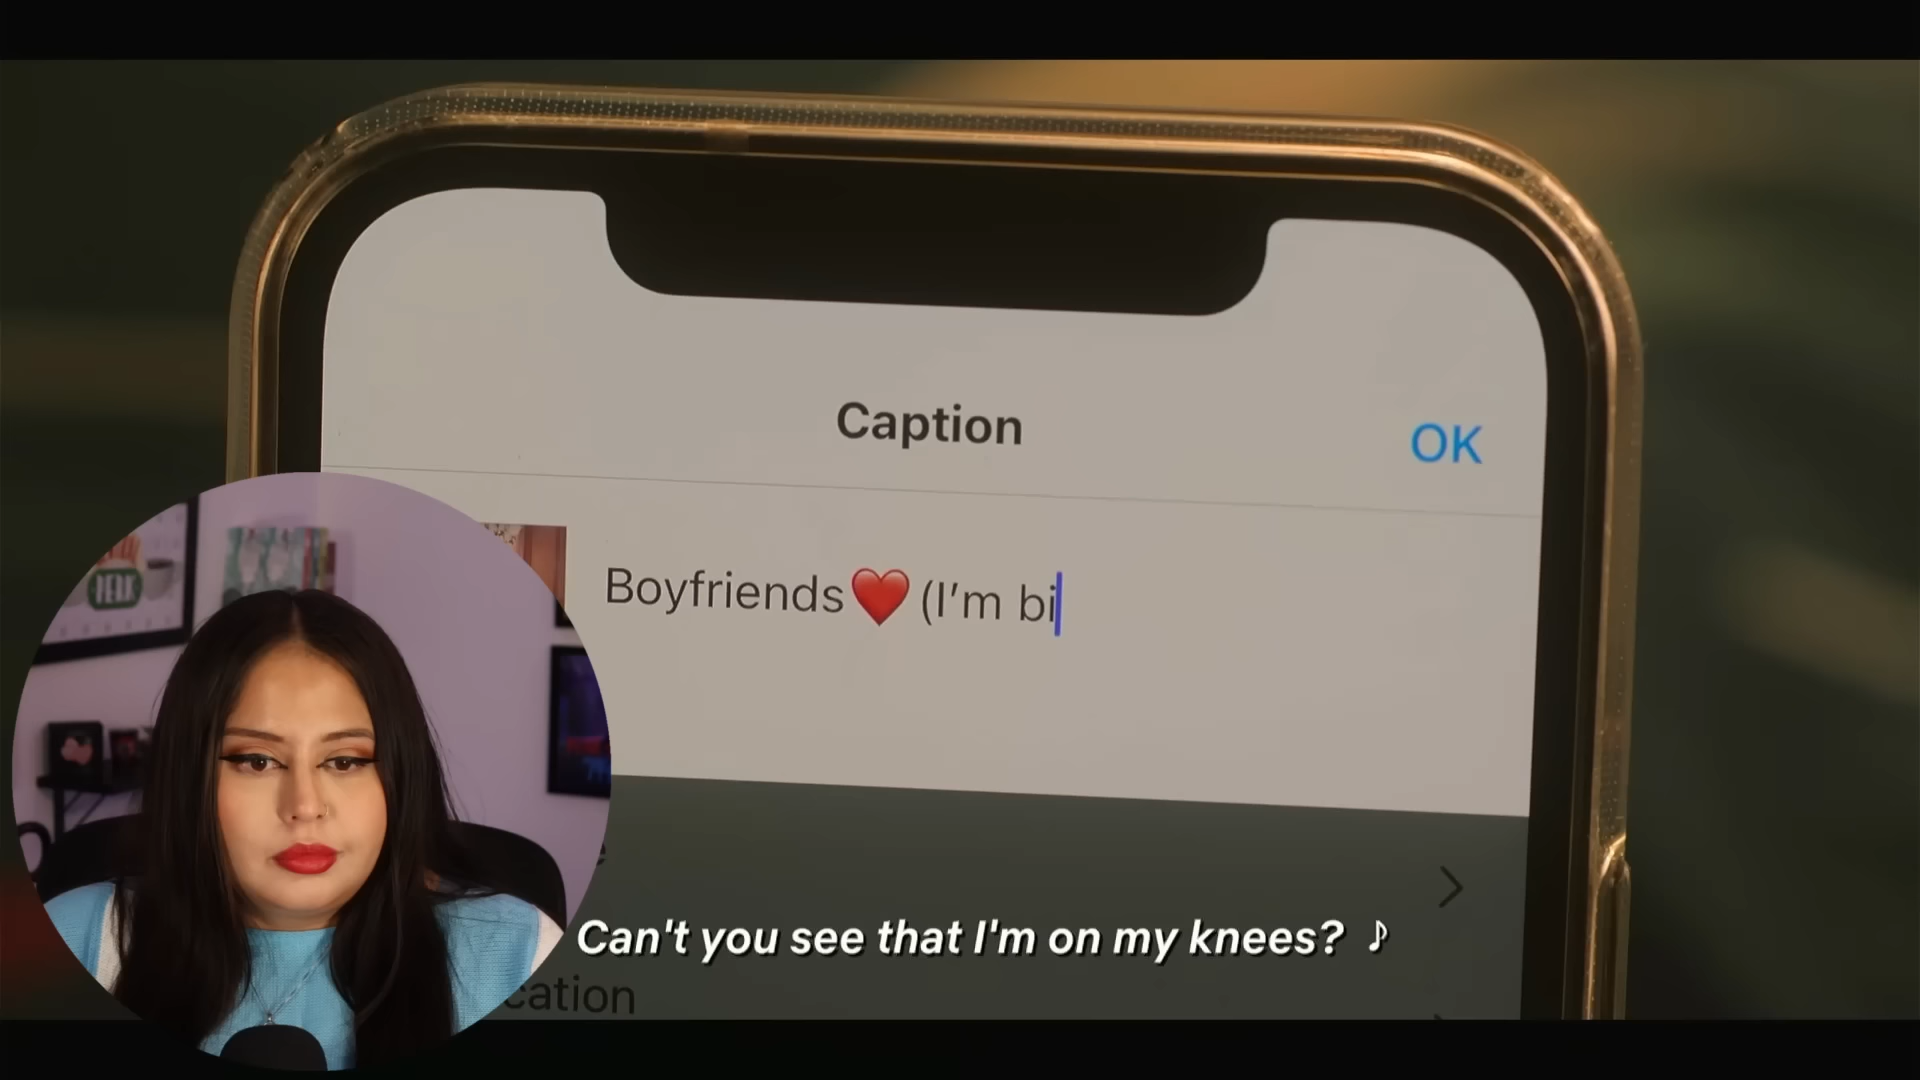 Caption
OK
Boyfriends❤️ (I'm bi
Can't you see that I'm on my knees? ♪
cation